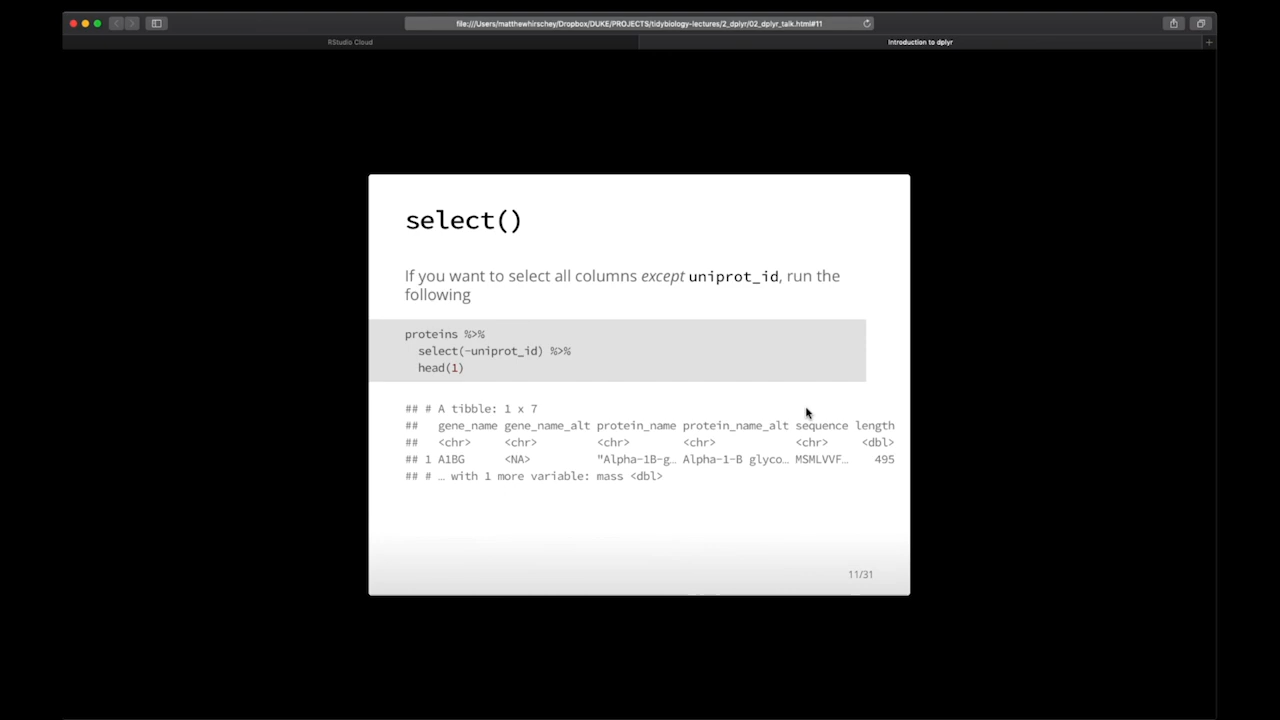 file:///Users/matthewhirschey/Dropbox/DUKE/PROJECTS/tidybiology-lectures/2_dplyr/02_dplyr_talk.html#11
RStudio Cloud
Introduction to dplyr
select()
If you want to select all columns except uniprot_id, run the
following
proteins %>%
  select(-uniprot_id) %>%
  head(1)
## # A tibble: 1 x 7
##   gene_name gene_name_alt protein_name protein_name_alt sequence length
##   <chr>     <chr>         <chr>        <chr>            <chr>     <dbl>
## 1 A1BG      <NA>          "Alpha-1B-g… Alpha-1-B glyco… MSMLVVF…    495
## # … with 1 more variable: mass <dbl>
11/31